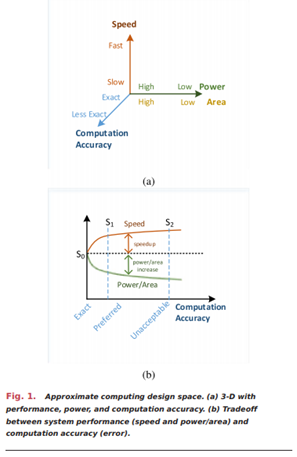 Speed
Fast
Slow
High Low Power
Exact
High Low Area
Less Exact
Computation
Accuracy
(a)
S1 Speed S2
speedup
S0
power/area
increase
Power/Area
Exact
Preferred
Unacceptable
Computation
Accuracy
(b)
Fig. 1. Approximate computing design space. (a) 3-D with
performance, power, and computation accuracy. (b) Tradeoff
between system performance (speed and power/area) and
computation accuracy (error).